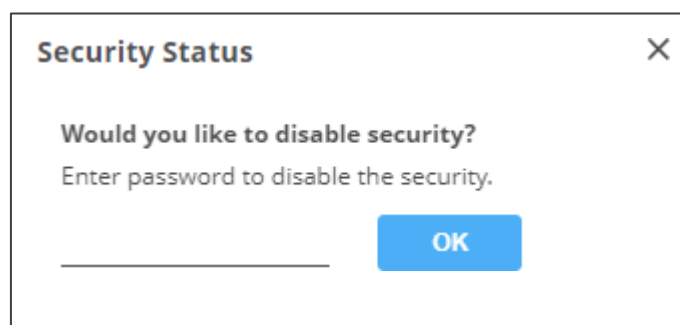 Security Status
Would you like to disable security?
Enter password to disable the security.
OK